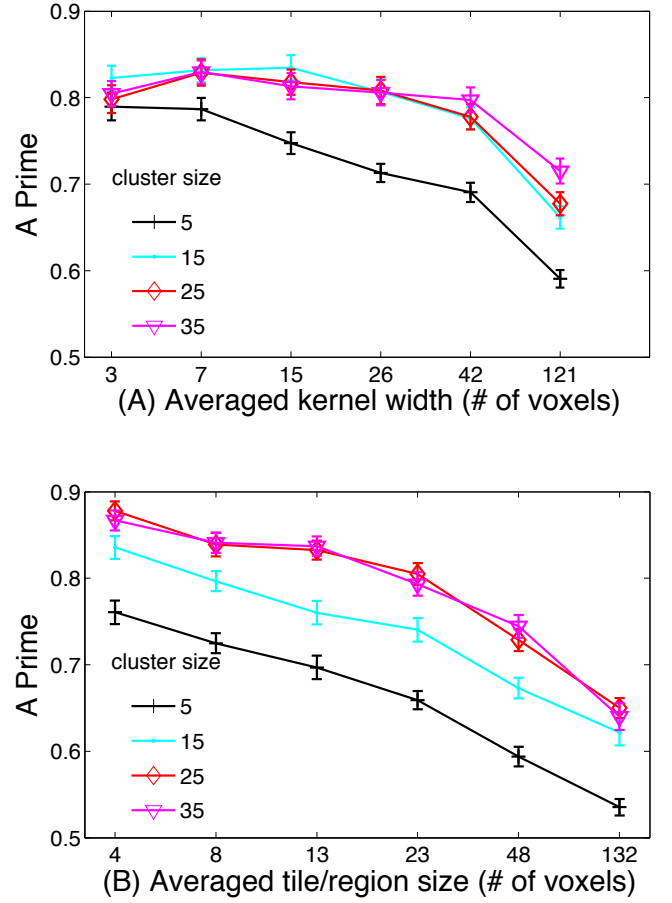 0.9
0.8
0.7
0.6
0.5
A Prime
cluster size
5
15
25
35
3 7 15 26 42 121
(A) Averaged kernel width (# of voxels)
0.9
0.8
0.7
0.6
0.5
A Prime
cluster size
5
15
25
35
4 8 13 23 48 132
(B) Averaged tile/region size (# of voxels)